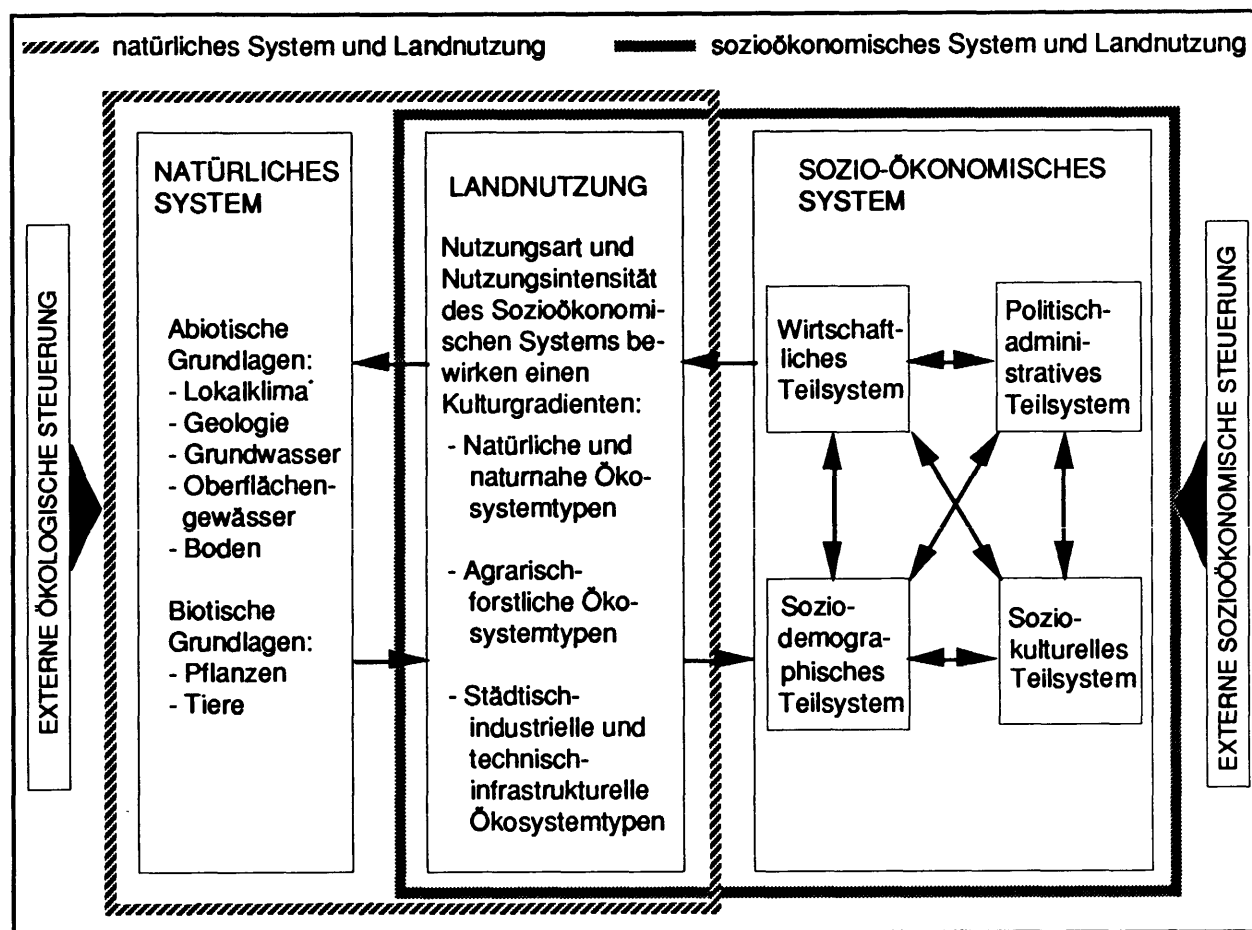 natürliches System und Landnutzung
sozioökonomisches System und Landnutzung
EXTERNE ÖKOLOGISCHE STEUERUNG
NATÜRLICHES
SYSTEM
Abiotische
Grundlagen:
- Lokalklima
- Geologie
- Grundwasser
- Oberflächen-
gewässer
- Boden
Biotische
Grundlagen:
- Pflanzen
- Tiere
LANDNUTZUNG
Nutzungsart und
Nutzungsintensität
des Sozioökonomi-
schen Systems be-
wirken einen
Kulturgradienten:
- Natürliche und
naturnahe Öko-
systemtypen
- Agrarisch-
forstliche Öko-
systemtypen
- Städtisch-
industrielle und
technisch-
infrastrukturelle
Ökosystemtypen
SOZIO-ÖKONOMISCHES
SYSTEM
Wirtschaft-
liches
Teilsystem
Politisch-
admini-
stratives
Teilsystem
Sozio-
demogra-
phisches
Teilsystem
Sozio-
kulturelles
Teilsystem
EXTERNE SOZIOÖKONOMISCHE STEUERUNG